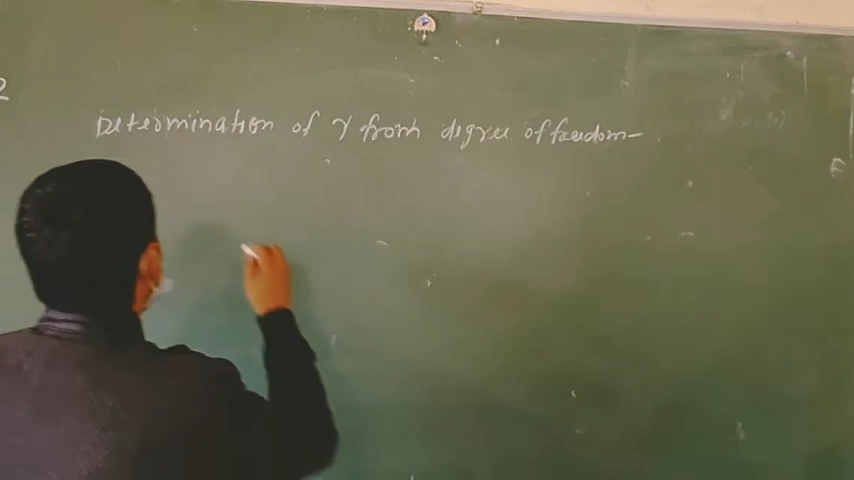 Determination of γ from degree of freedom-